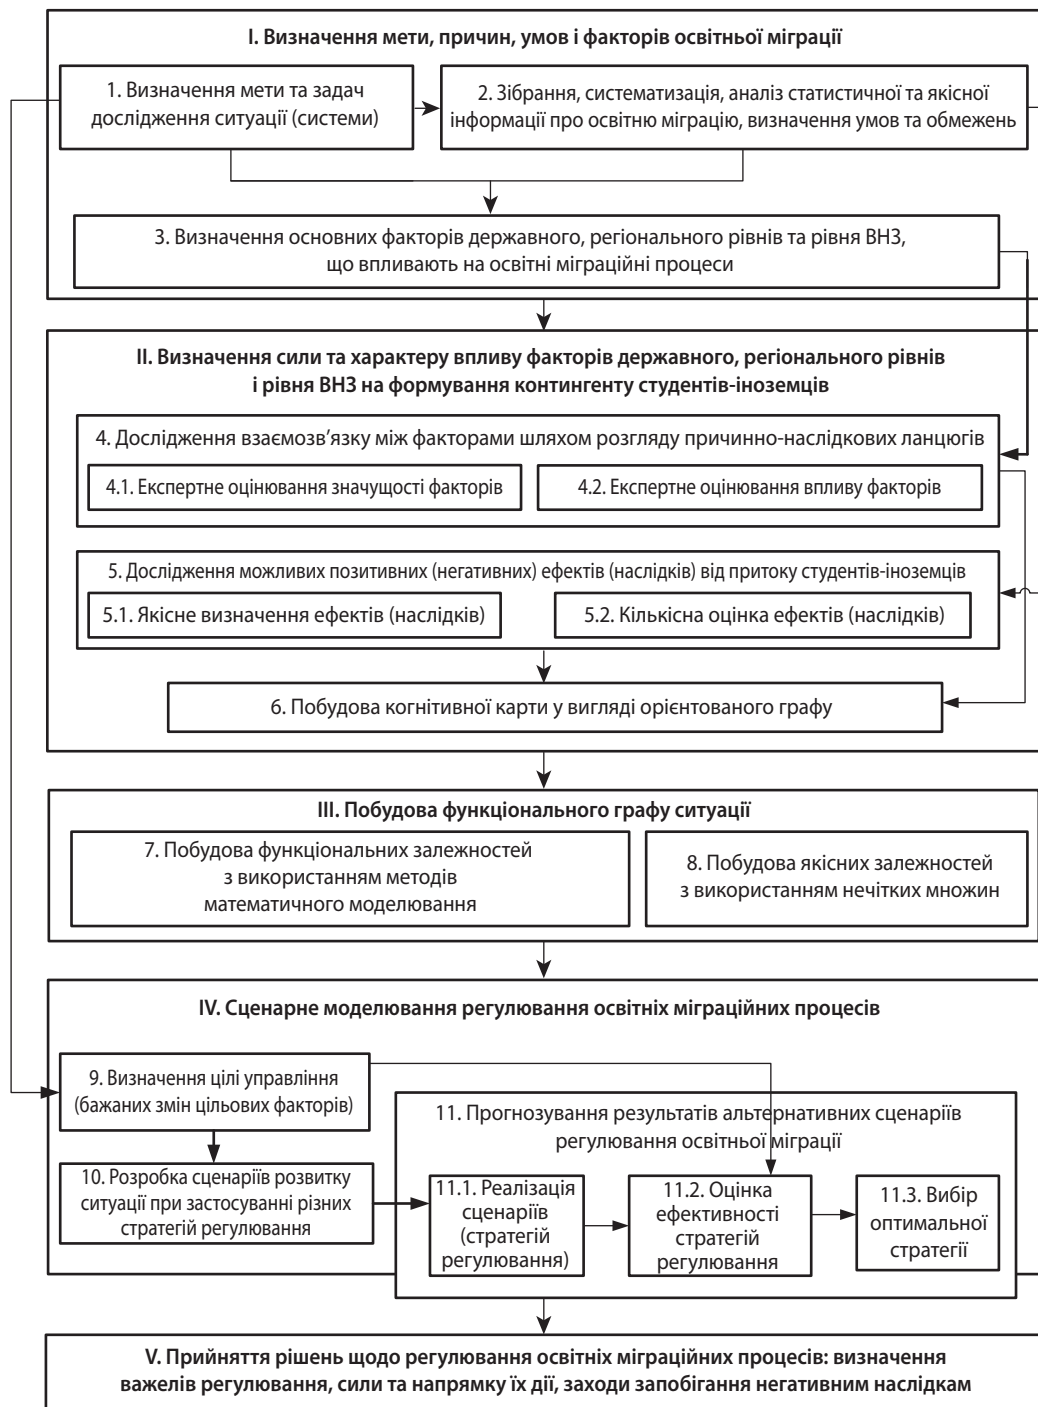 I. Визначення мети, причин, умов і факторів освітньої міграції
1. Визначення мети та задач
дослідження ситуації (системи)
2. Зібрання, систематизація, аналіз статистичної та якісної
інформації про освітню міграцію, визначення умов та обмежень
3. Визначення основних факторів державного, регіонального рівнів та рівня ВНЗ,
що впливають на освітні міграційні процеси
II. Визначення сили та характеру впливу факторів державного, регіонального рівнів
і рівня ВНЗ на формування контингенту студентів-іноземців
4. Дослідження взаємозв’язку між факторами шляхом розгляду причинно-наслідкових ланцюгів
4.1. Експертне оцінювання значущості факторів
4.2. Експертне оцінювання впливу факторів
5. Дослідження можливих позитивних (негативних) ефектів (наслідків) від притоку студентів-іноземців
5.1. Якісне визначення ефектів (наслідків)
5.2. Кількісна оцінка ефектів (наслідків)
6. Побудова когнітивної карти у вигляді орієнтованого графу
III. Побудова функціонального графу ситуації
7. Побудова функціональних залежностей
з використанням методів
математичного моделювання
8. Побудова якісних залежностей
з використанням нечітких множин
IV. Сценарне моделювання регулювання освітніх міграційних процесів
9. Визначення цілі управління
(бажаних змін цільових факторів)
10. Розробка сценаріїв розвитку
ситуації при застосуванні різних
стратегій регулювання
11. Прогнозування результатів альтернативних сценаріїв
регулювання освітньої міграції
11.1. Реалізація
сценаріїв
(стратегій
регулювання)
11.2. Оцінка
ефективності
стратегій
регулювання
11.3. Вибір
оптимальної
стратегії
V. Прийняття рішень щодо регулювання освітніх міграційних процесів: визначення
важелів регулювання, сили та напрямку їх дії, заходи запобігання негативним наслідкам